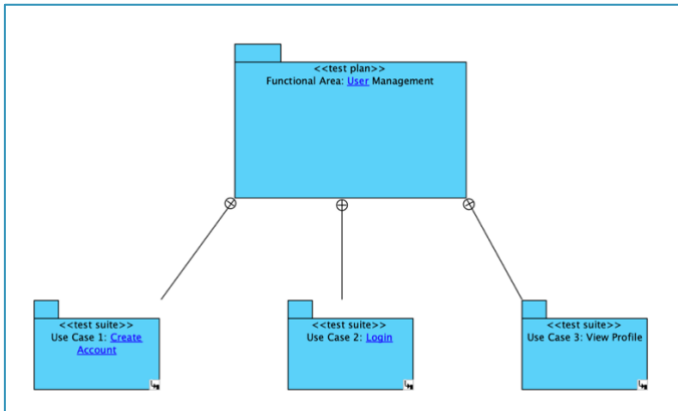 <<test plan>>
Functional Area: User Management
<<test suite>>
Use Case 1: Create
Account
<<test suite>>
Use Case 2: Login
<<test suite>>
Use Case 3: View Profile